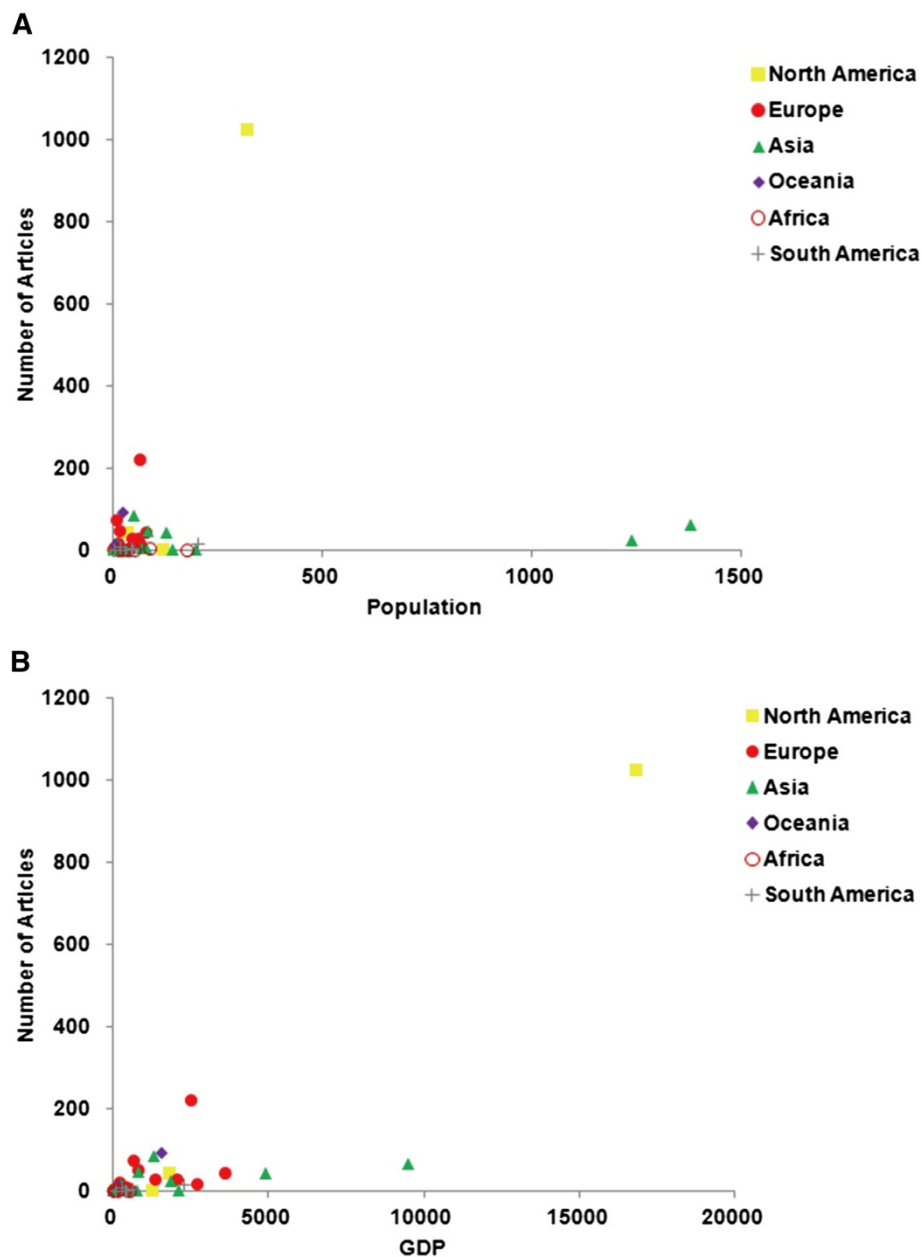 A
1200
1000
800
600
400
200
0
Number of Articles
0 500 1000 1500
Population
North America
Europe
Asia
Oceania
Africa
South America
B
1200
1000
800
600
400
200
0
Number of Articles
0 5000 10000 15000 20000
GDP
North America
Europe
Asia
Oceania
Africa
South America